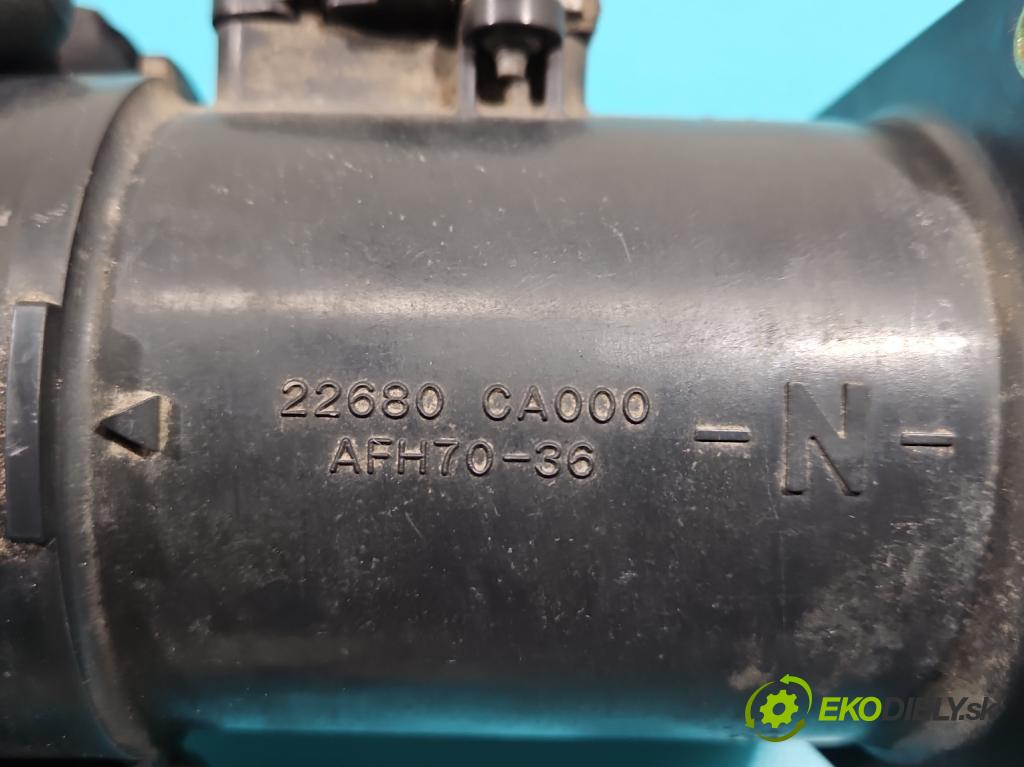 22680 CA000
AFH70-36
-N-
EKODIELY.sk